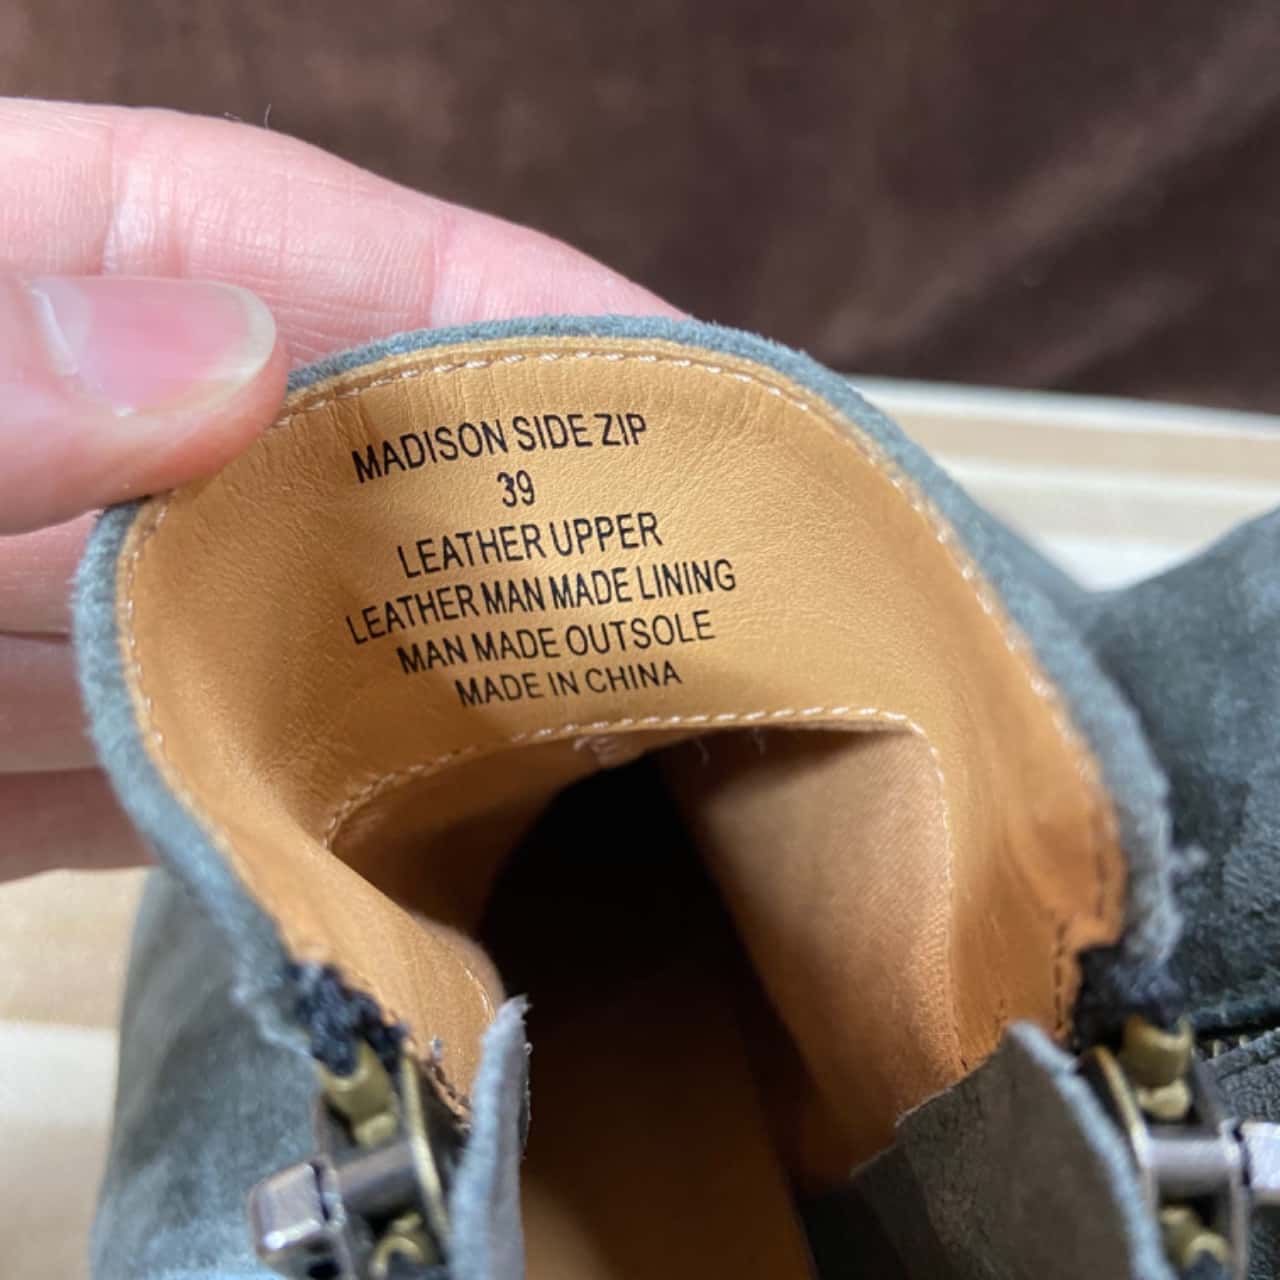 MADISON SIDE ZIP
39
LEATHER UPPER
LEATHER MAN MADE LINING
MAN MADE OUTSOLE
MADE IN CHINA